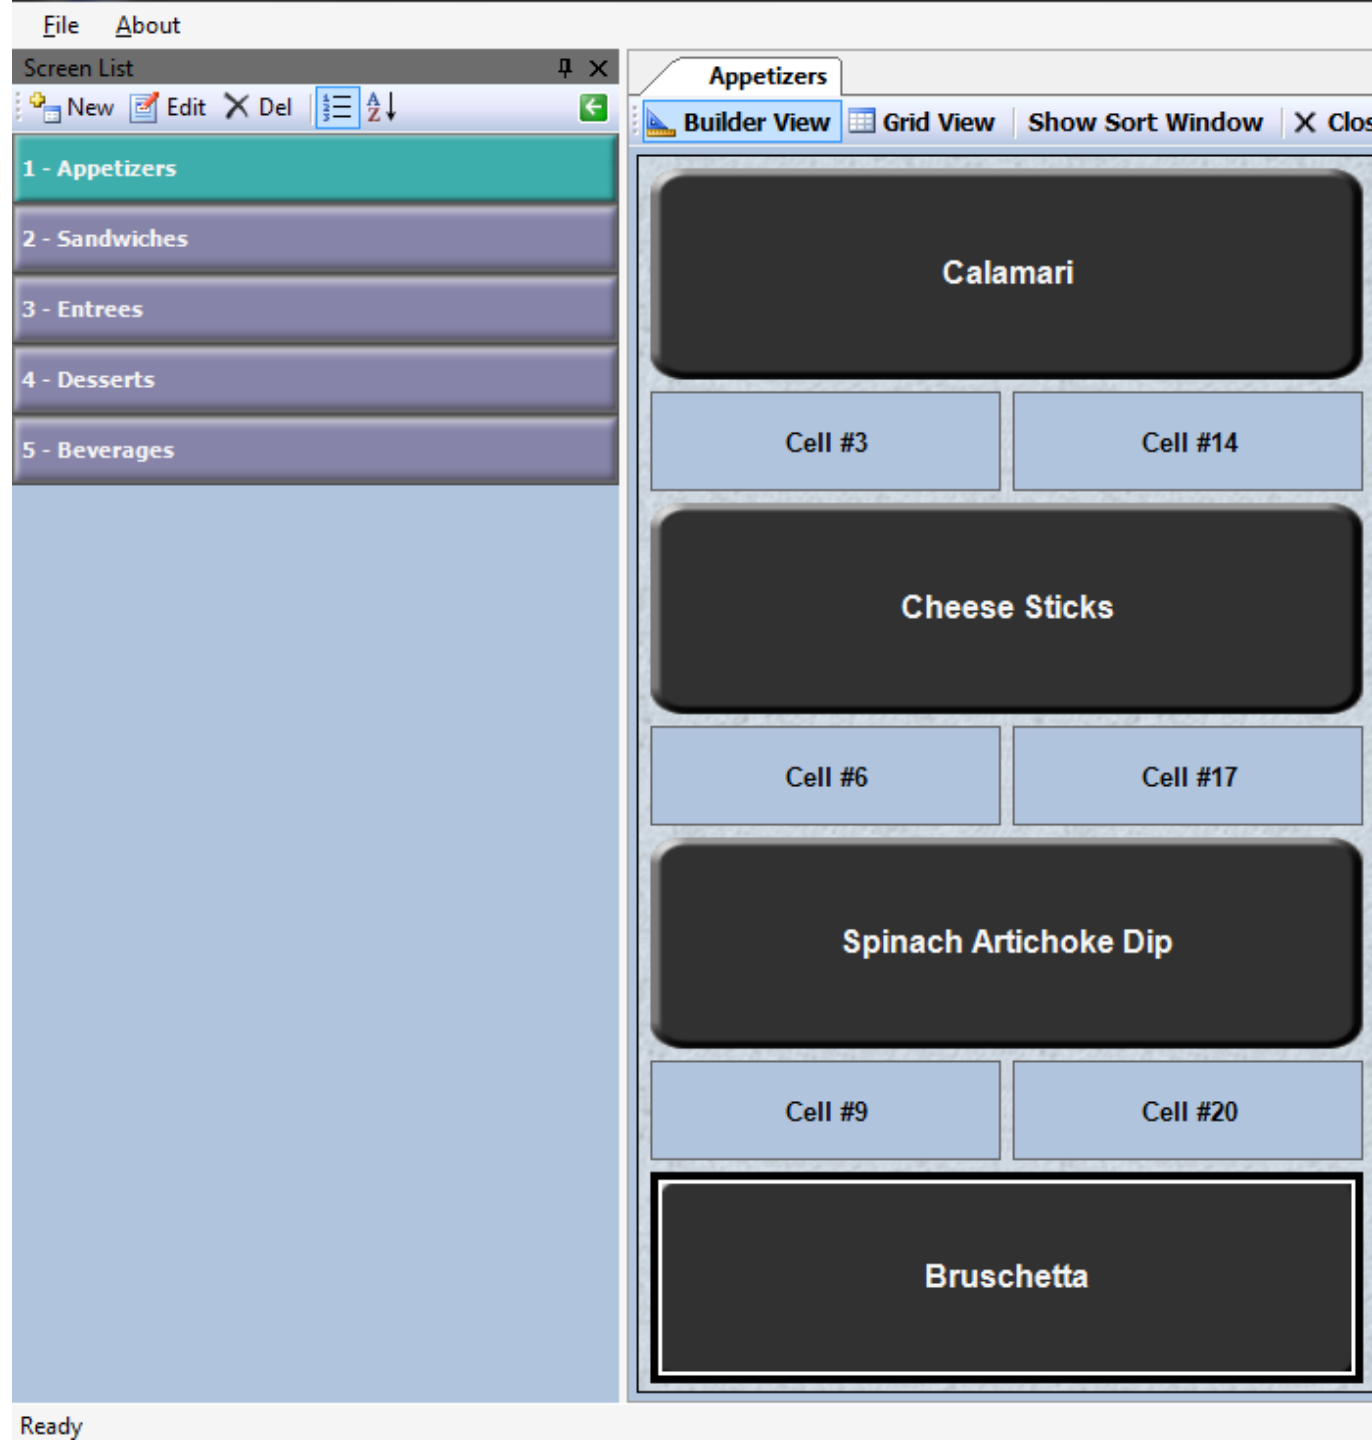 File About
Screen List
New Edit Del
1 - Appetizers
2 - Sandwiches
3 - Entrees
4 - Desserts
5 - Beverages
Appetizers
Builder View Grid View Show Sort Window Clos
Calamari
Cell #3 Cell #14
Cheese Sticks
Cell #6 Cell #17
Spinach Artichoke Dip
Cell #9 Cell #20
Bruschetta
Ready